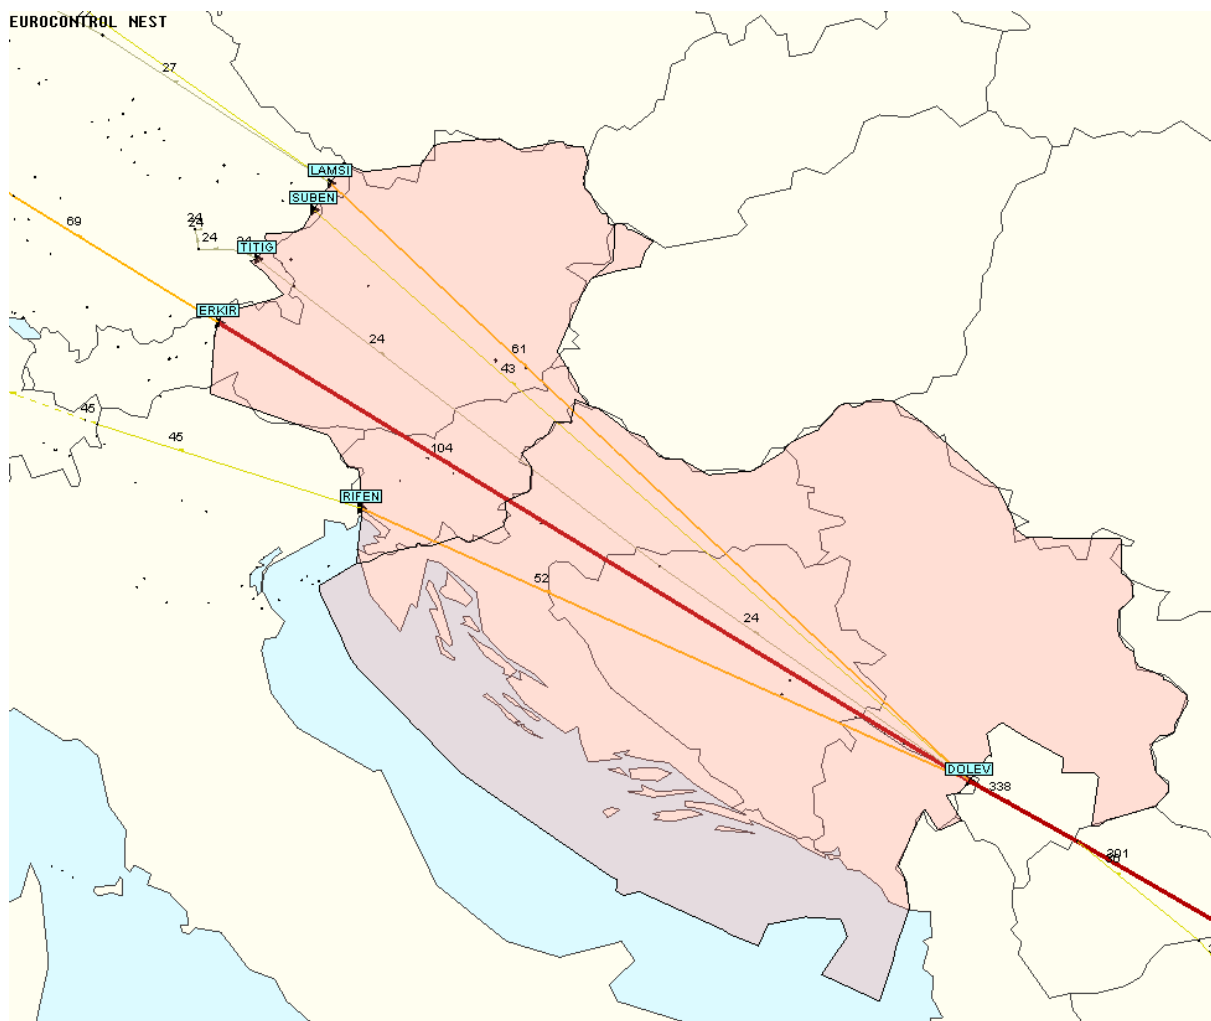 EUROCONTROL NEST
27
LAMSI
SUBEN
69
24
24
24
TITIG
ERKIR
24
61
43
45
45
104
RIFEN
52
24
DOLEV
338